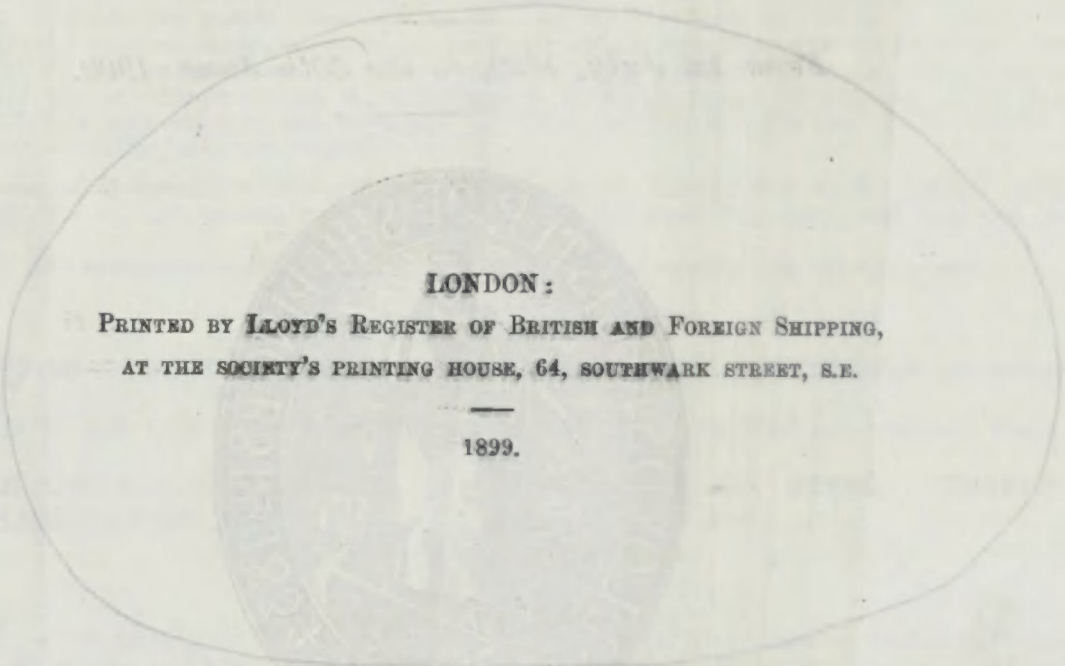 LONDON:
PRINTED BY LLOYD'S REGISTER OF BRITISH AND FOREIGN SHIPPING,
AT THE SOCIETY'S PRINTING HOUSE, 64, SOUTHWARK STREET, S.E.
1899.